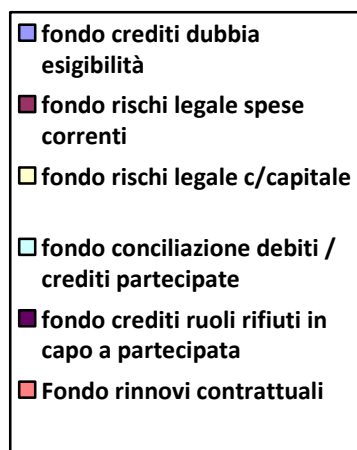 fondo crediti dubbia
esigibilità
fondo rischi legale spese
correnti
fondo rischi legale c/capitale
fondo conciliazione debiti /
crediti partecipate
fondo crediti ruoli rifiuti in
capo a partecipata
Fondo rinnovi contrattuali